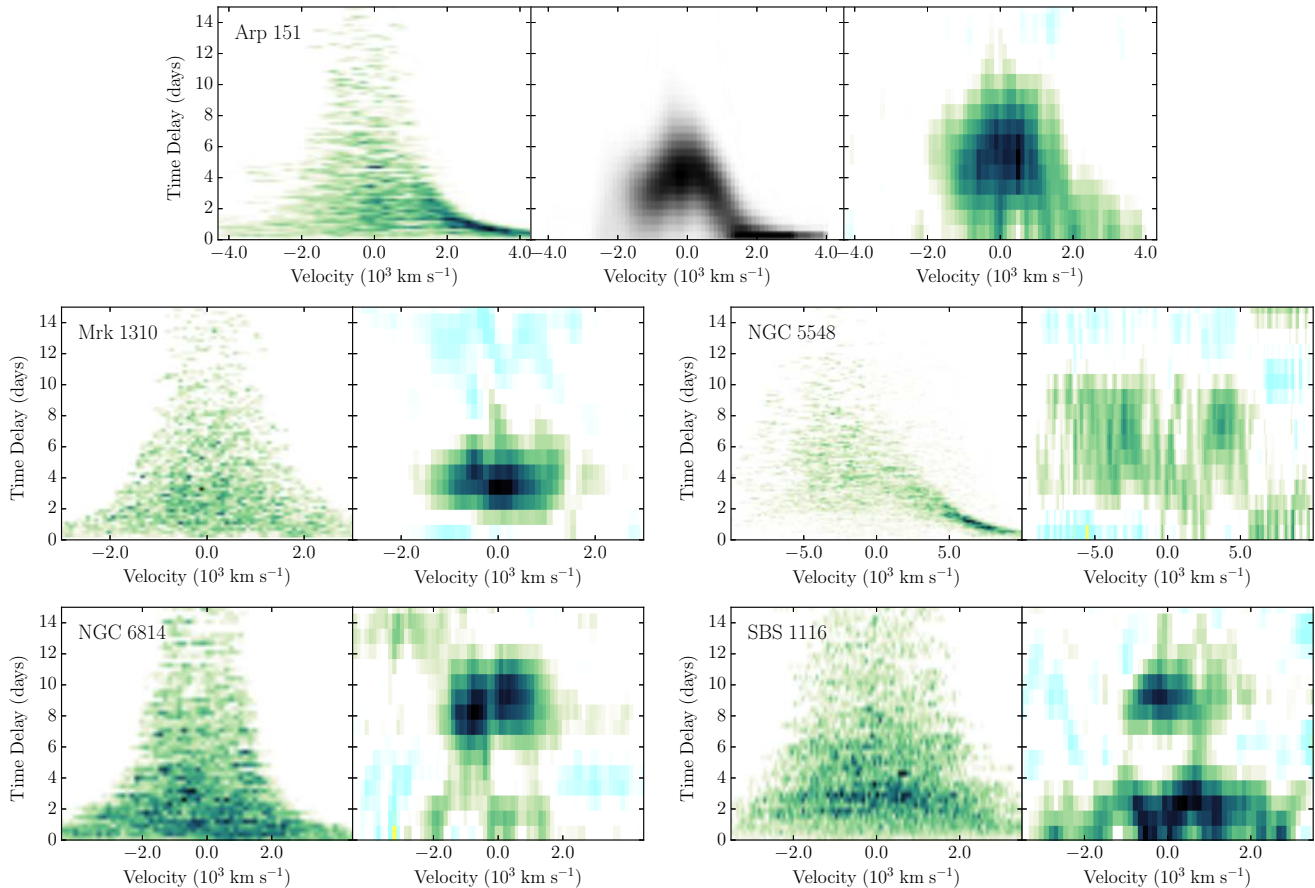 Arp 151
Time Delay (days)
14
12
10
8
6
4
2
0
−4.0 −2.0 0.0 2.0 4.0
−4.0 −2.0 0.0 2.0 4.0
−4.0 −2.0 0.0 2.0 4.0
Velocity (10³ km s⁻¹)
Velocity (10³ km s⁻¹)
Velocity (10³ km s⁻¹)
Mrk 1310
Time Delay (days)
14
12
10
8
6
4
2
0
−2.0 0.0 2.0
−2.0 0.0 2.0
Velocity (10³ km s⁻¹)
Velocity (10³ km s⁻¹)
NGC 5548
Time Delay (days)
14
12
10
8
6
4
2
0
−5.0 0.0 5.0
−5.0 0.0 5.0
Velocity (10³ km s⁻¹)
Velocity (10³ km s⁻¹)
NGC 6814
Time Delay (days)
14
12
10
8
6
4
2
0
−2.0 0.0 2.0
−2.0 0.0 2.0
Velocity (10³ km s⁻¹)
Velocity (10³ km s⁻¹)
SBS 1116
Time Delay (days)
14
12
10
8
6
4
2
0
−2.0 0.0 2.0
−2.0 0.0 2.0
Velocity (10³ km s⁻¹)
Velocity (10³ km s⁻¹)